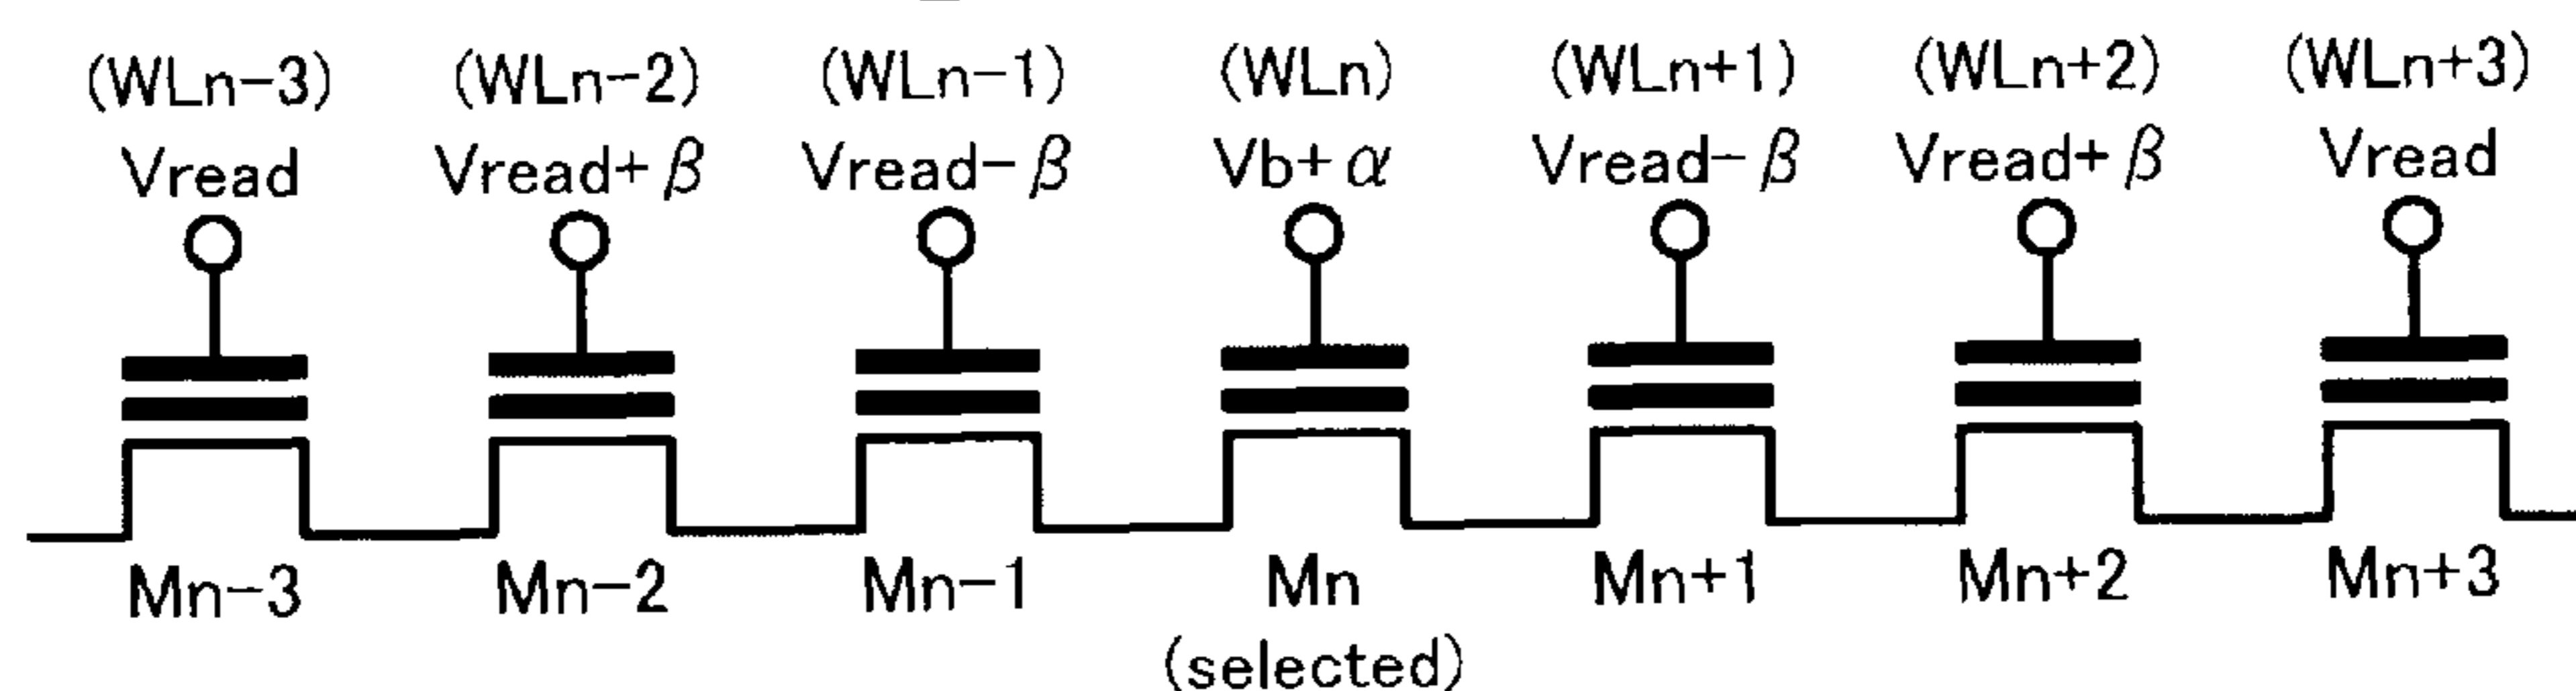 (WLn-3) (WLn-2) (WLn-1) (WLn) (WLn+1) (WLn+2) (WLn+3)
Vread Vread+β Vread-β Vb+α Vread-β Vread+β Vread
Mn-3 Mn-2 Mn-1 Mn Mn+1 Mn+2 Mn+3
(selected)